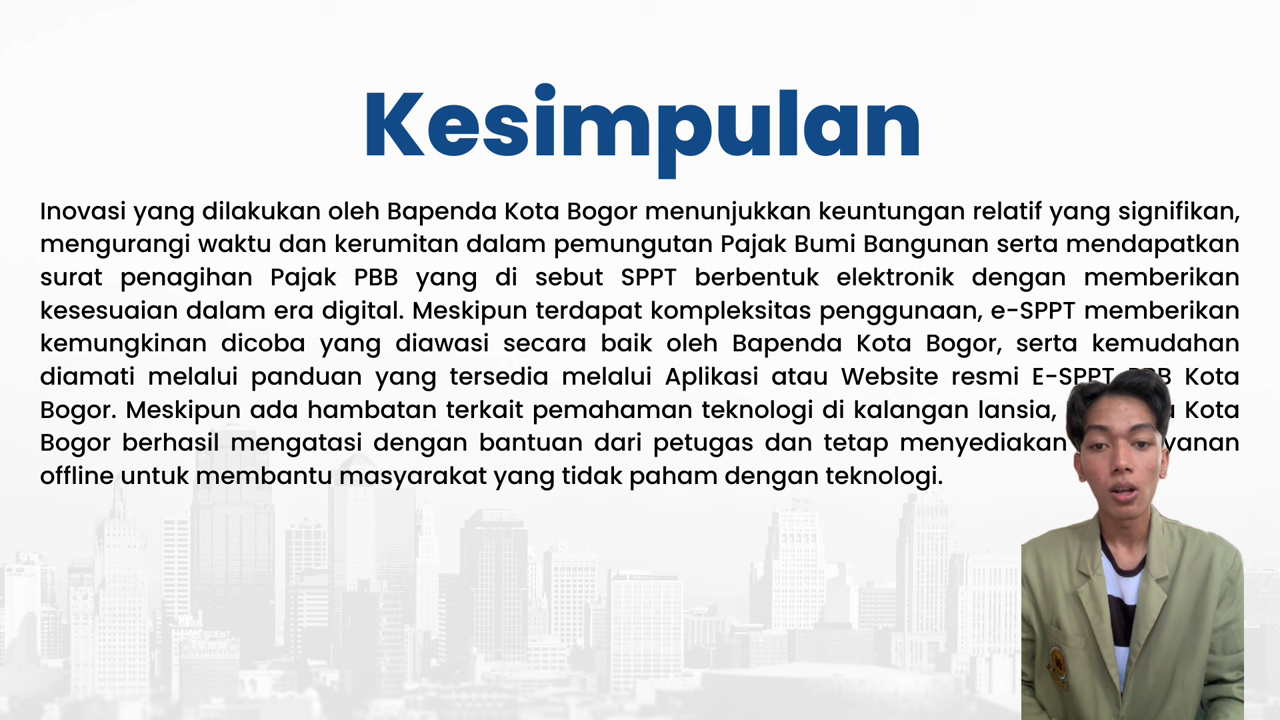 Kesimpulan
Inovasi yang dilakukan oleh Bapenda Kota Bogor menunjukkan keuntungan relatif yang signifikan,
mengurangi waktu dan kerumitan dalam pemungutan Pajak Bumi Bangunan serta mendapatkan
surat penagihan Pajak PBB yang di sebut SPPT berbentuk elektronik dengan memberikan
kesesuaian dalam era digital. Meskipun terdapat kompleksitas penggunaan, e-SPPT memberikan
kemungkinan dicoba yang diawasi secara baik oleh Bapenda Kota Bogor, serta kemudahan
diamati melalui panduan yang tersedia melalui Aplikasi atau Website resmi E-SPPT PBB Kota
Bogor. Meskipun ada hambatan terkait pemahaman teknologi di kalangan lansia, Kota
Bogor berhasil mengatasi dengan bantuan dari petugas dan tetap menyediakan
offline untuk membantu masyarakat yang tidak paham dengan teknologi.